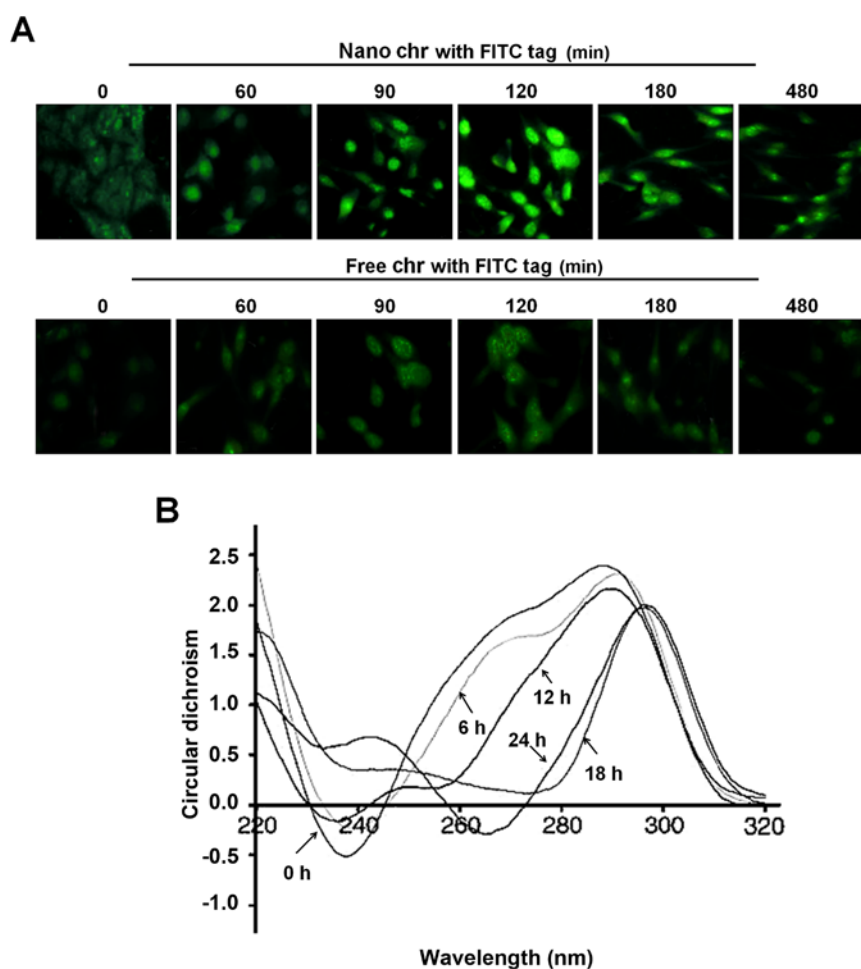 A
Nano chr with FITC tag (min)
0 60 90 120 180 480
Free chr with FITC tag (min)
0 60 90 120 180 480
B
2.5
2.0
1.5
1.0
0.5
0.0
-0.5
-1.0
Circular dichroism
6 h
12 h
24 h
18 h
0 h
220 240 260 280 300 320
Wavelength (nm)